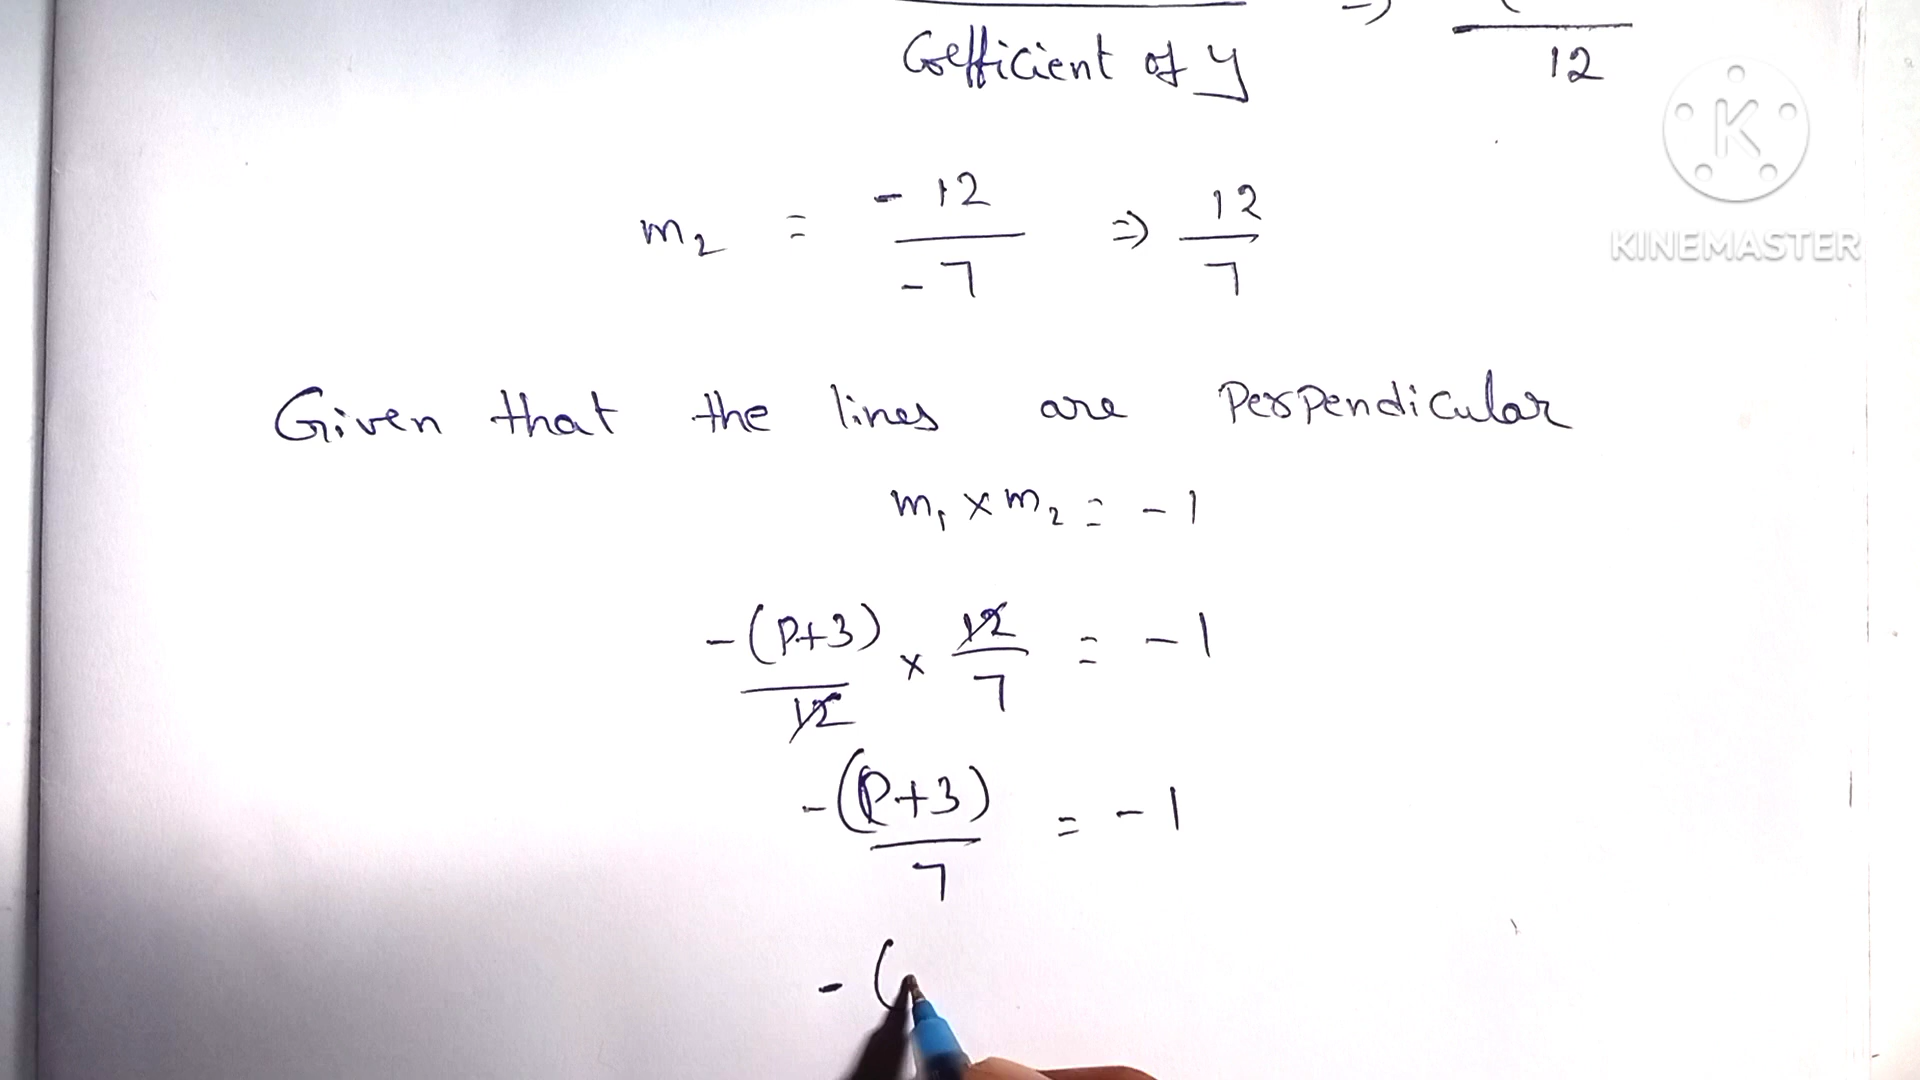 Coefficient of y ⇒ 12
K
KINEMASTER
m₂ = -12/-7 ⇒ 12/7
Given that the lines are Perpendicular
m₁ × m₂ = -1
-(P+3)/12 × 12/7 = -1
-(P+3)/7 = -1
-(